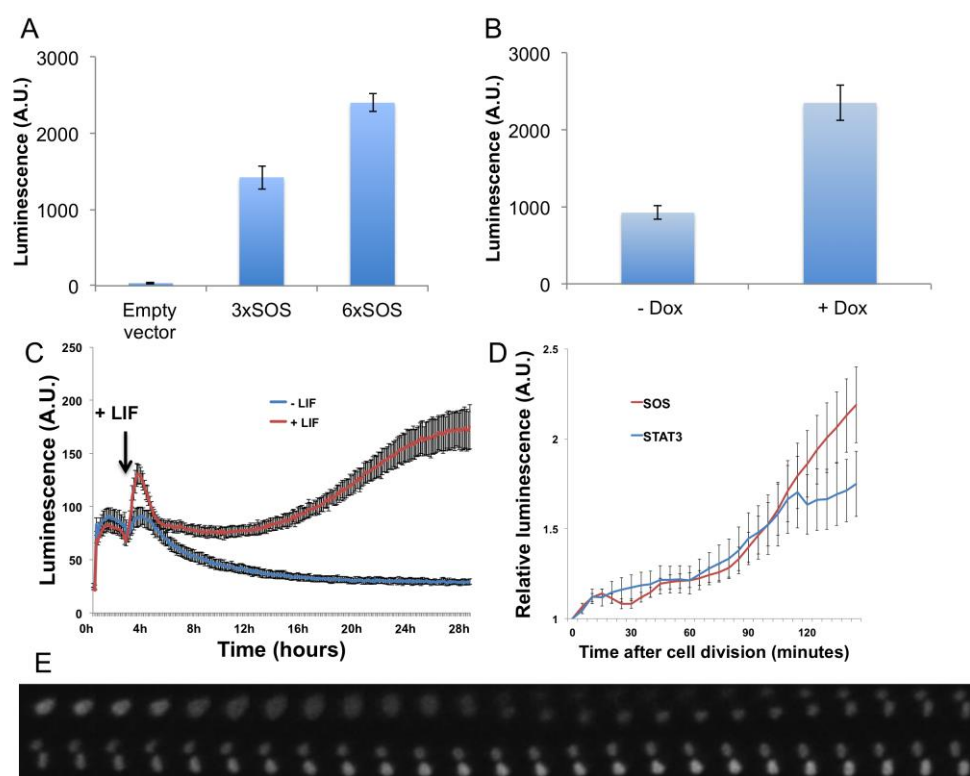 A
Luminescence (A.U.)
3000
2000
1000
0
Empty vector
3xSOS
6xSOS
B
Luminescence (A.U.)
3000
2000
1000
0
- Dox
+ Dox
C
Luminescence (A.U.)
250
200
150
100
50
0
+ LIF
- LIF
+ LIF
0h
4h
8h
12h
16h
20h
24h
28h
Time (hours)
D
Relative luminescence (A.U.)
2.5
2
1.5
1
SOS
STAT3
0
30
60
90
120
Time after cell division (minutes)
E